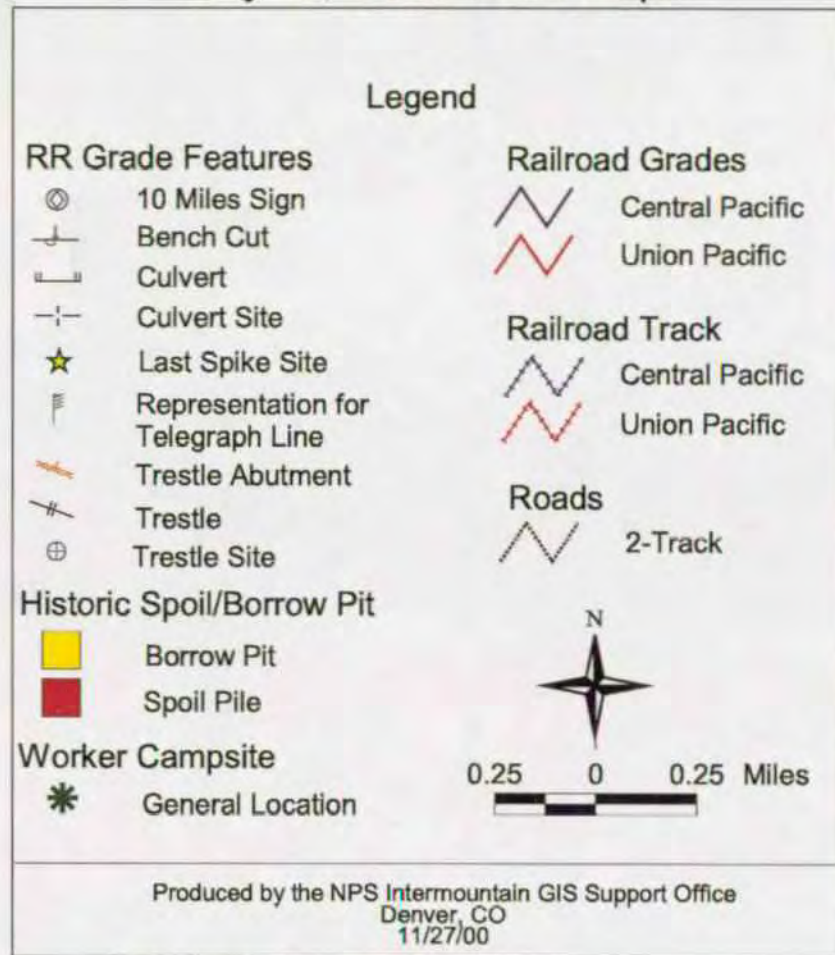 Legend
RR Grade Features
10 Miles Sign
Bench Cut
Culvert
Culvert Site
Last Spike Site
Representation for
Telegraph Line
Trestle Abutment
Trestle
Trestle Site
Historic Spoil/Borrow Pit
Borrow Pit
Spoil Pile
Worker Campsite
General Location
Railroad Grades
Central Pacific
Union Pacific
Railroad Track
Central Pacific
Union Pacific
Roads
2-Track
N
0.25 0 0.25 Miles
Produced by the NPS Intermountain GIS Support Office
Denver, CO
11/27/00